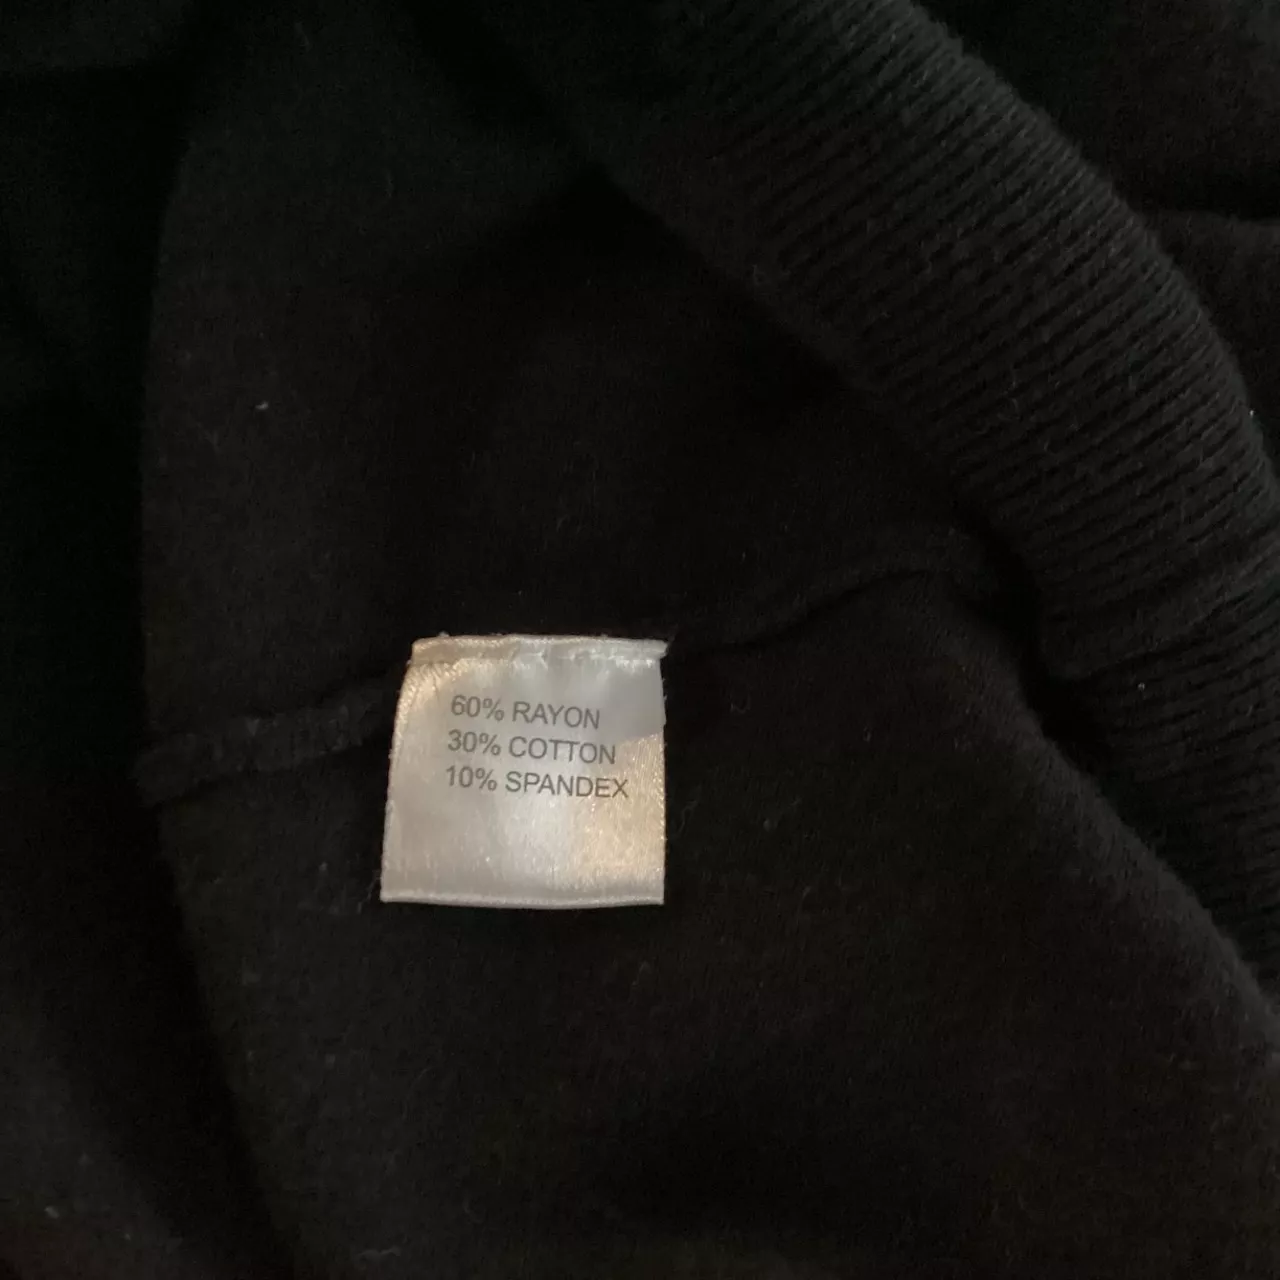 60% RAYON
30% COTTON
10% SPANDEX